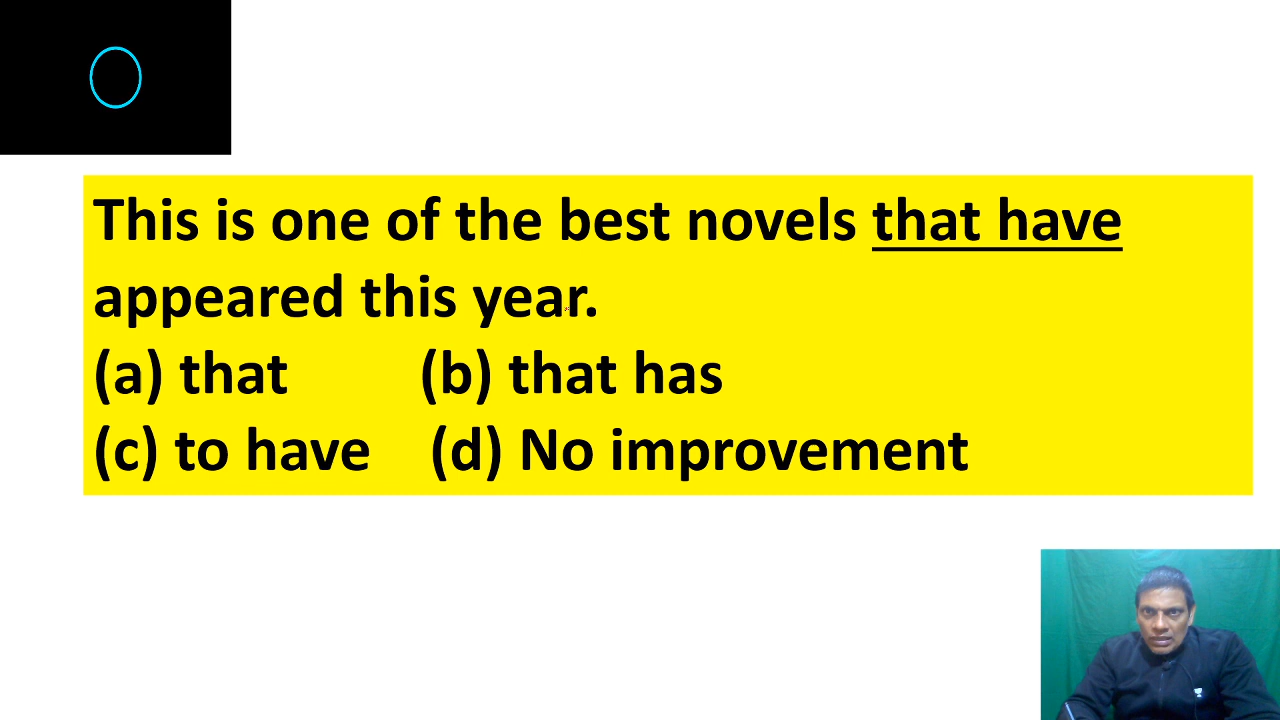 This is one of the best novels that have
appeared this year.
(a) that (b) that has
(c) to have (d) No improvement